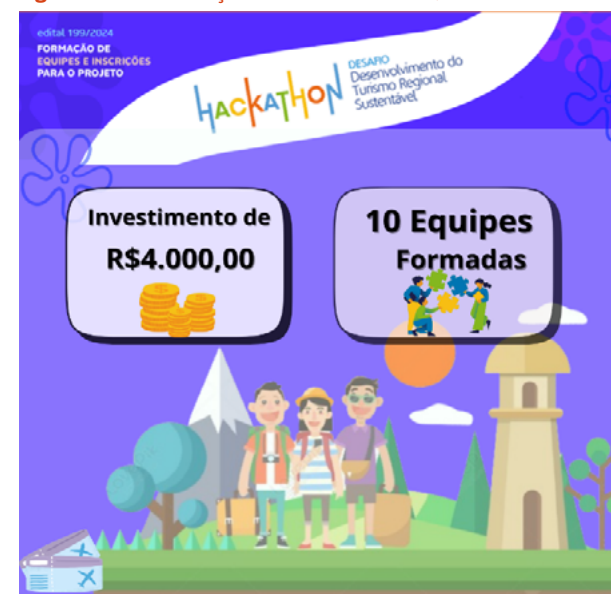 edital 199/2024
FORMAÇÃO DE
EQUIPES E INSCRIÇÕES
PARA O PROJETO
HACKATHON
DESAFIO
Desenvolvimento do
Turismo Regional
Sustentável
Investimento de
R$4.000,00
10 Equipes
Formadas